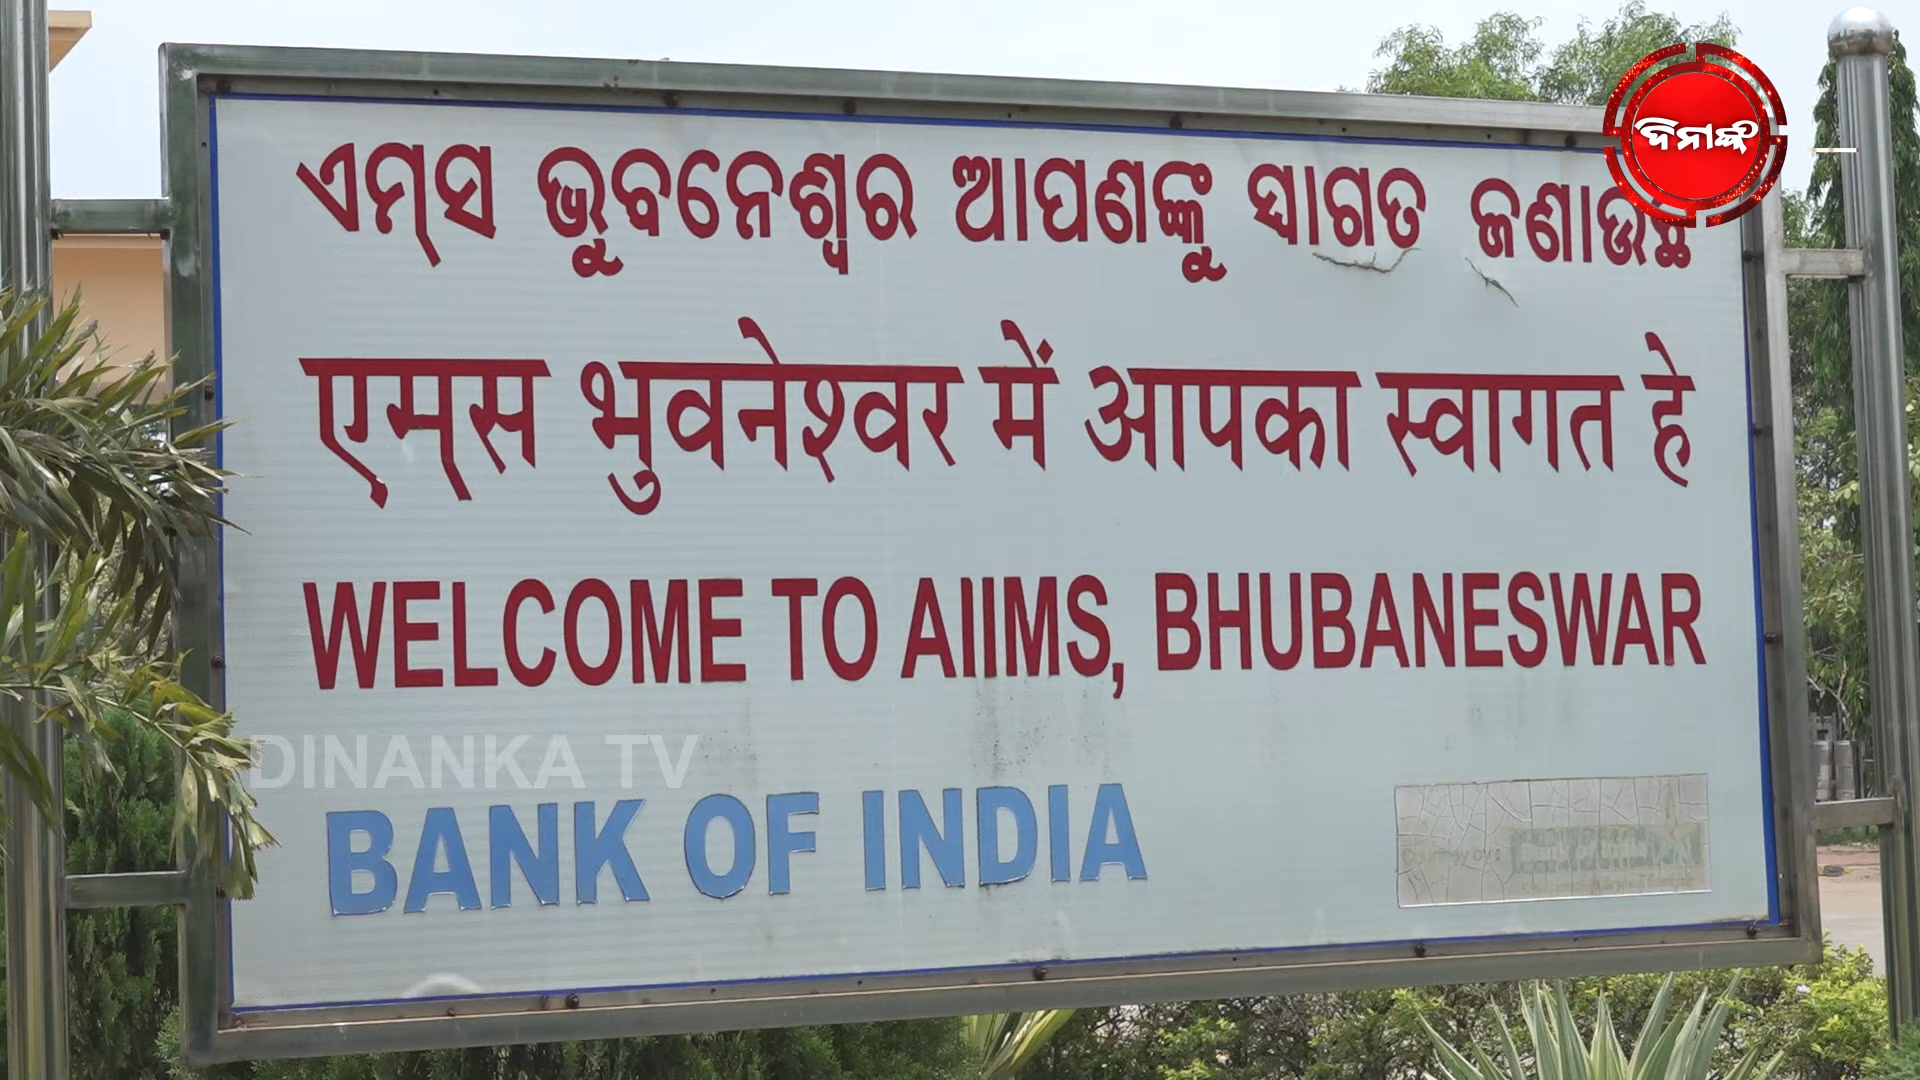 ଏମ୍‌ସ ଭୁବନେଶ୍ୱର ଆପଣଙ୍କୁ ସ୍ୱାଗତ ଜଣାଉଛି
ଦିନାଙ୍କ
एम्‌स भुवनेश्वर में आपका स्वागत हे
WELCOME TO AIIMS, BHUBANESWAR
DINANKA TV
BANK OF INDIA